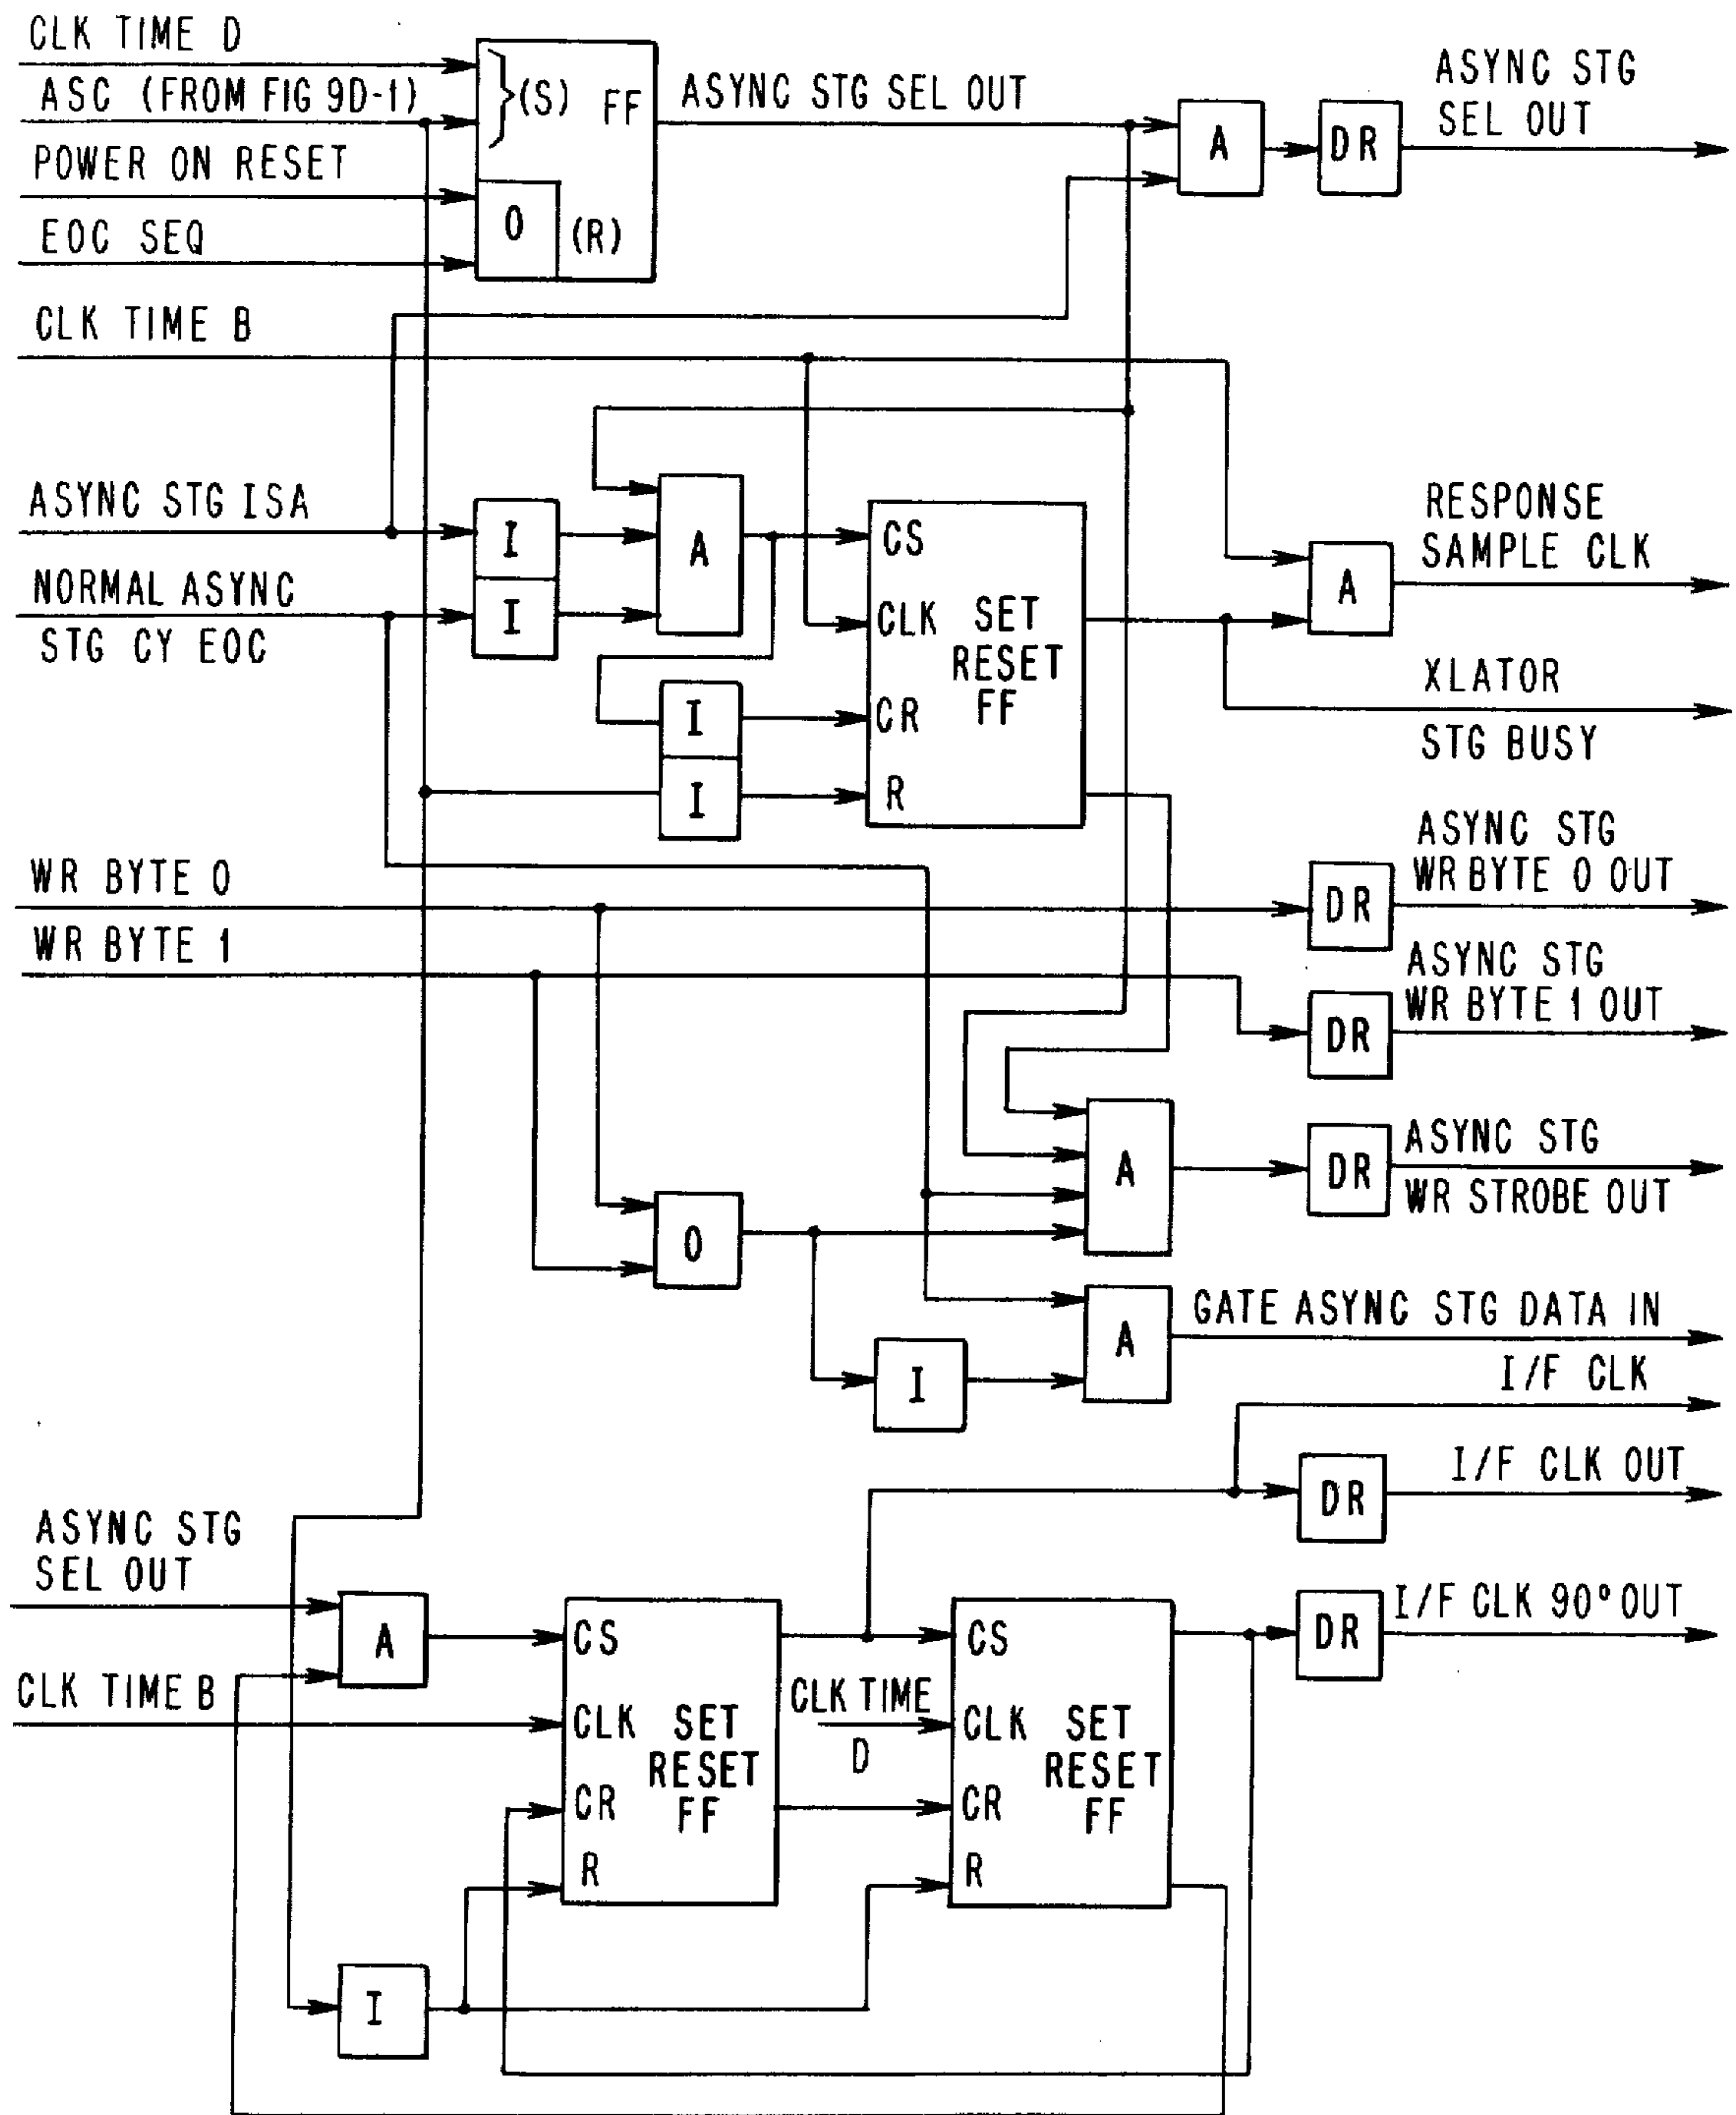 CLK TIME D
ASC (FROM FIG 9D-1)
POWER ON RESET
EOC SEQ
(S) FF
O (R)
ASYNC STG SEL OUT
A
DR
ASYNC STG
SEL OUT
CLK TIME B
ASYNC STG ISA
NORMAL ASYNC
STG CY EOC
I
I
A
I
I
CS
CLK
CR
R
SET
RESET
FF
A
RESPONSE
SAMPLE CLK
XLATOR
STG BUSY
WR BYTE 0
WR BYTE 1
DR
ASYNC STG
WR BYTE 0 OUT
DR
ASYNC STG
WR BYTE 1 OUT
O
A
DR
ASYNC STG
WR STROBE OUT
I
A
GATE ASYNC STG DATA IN
I/F CLK
DR
I/F CLK OUT
ASYNC STG
SEL OUT
CLK TIME B
A
CS
CLK
CR
R
SET
RESET
FF
CLK TIME
D
CS
CLK
CR
R
SET
RESET
FF
DR
I/F CLK 90° OUT
I